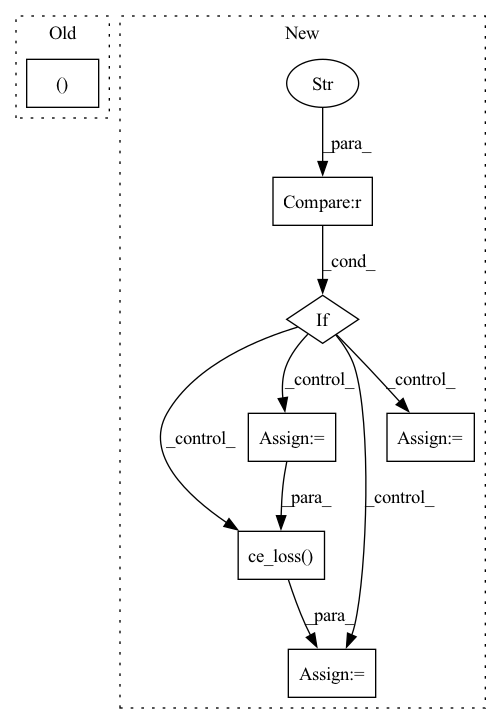 Old
New
()
Str
_para_
Compare:r
_cond_
If
_control_
_control_
_control_
_control_
Assign:=
Assign:=
_para_
ce_loss()
_para_
Assign:=